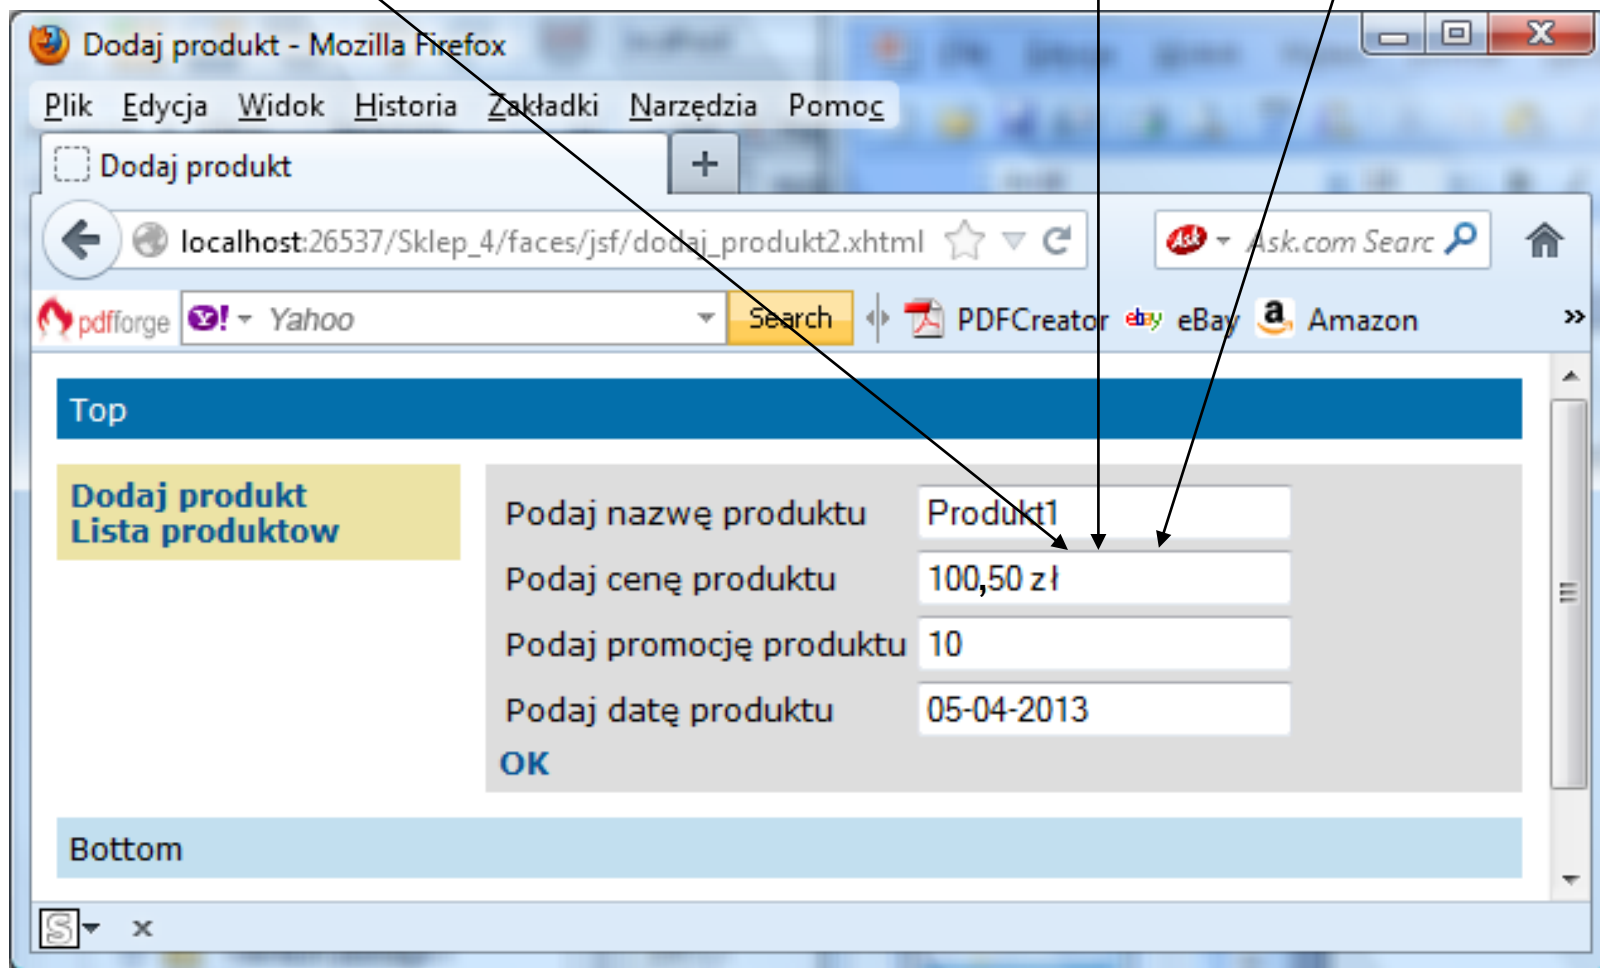 Dodaj produkt - Mozilla Firefox
Plik Edycja Widok Historia Zakładki Narzędzia Pomoc
Dodaj produkt
localhost:26537/Sklep_4/faces/jsf/dodaj_produkt2.xhtml Ask Ask.com Searc
pdfforge Y! Yahoo Search PDFCreator ebay eBay a Amazon
Top
Dodaj produkt
Lista produktow
Podaj nazwę produktu Produkt1
Podaj cenę produktu 100,50 zł
Podaj promocję produktu 10
Podaj datę produktu 05-04-2013
OK
Bottom
S x